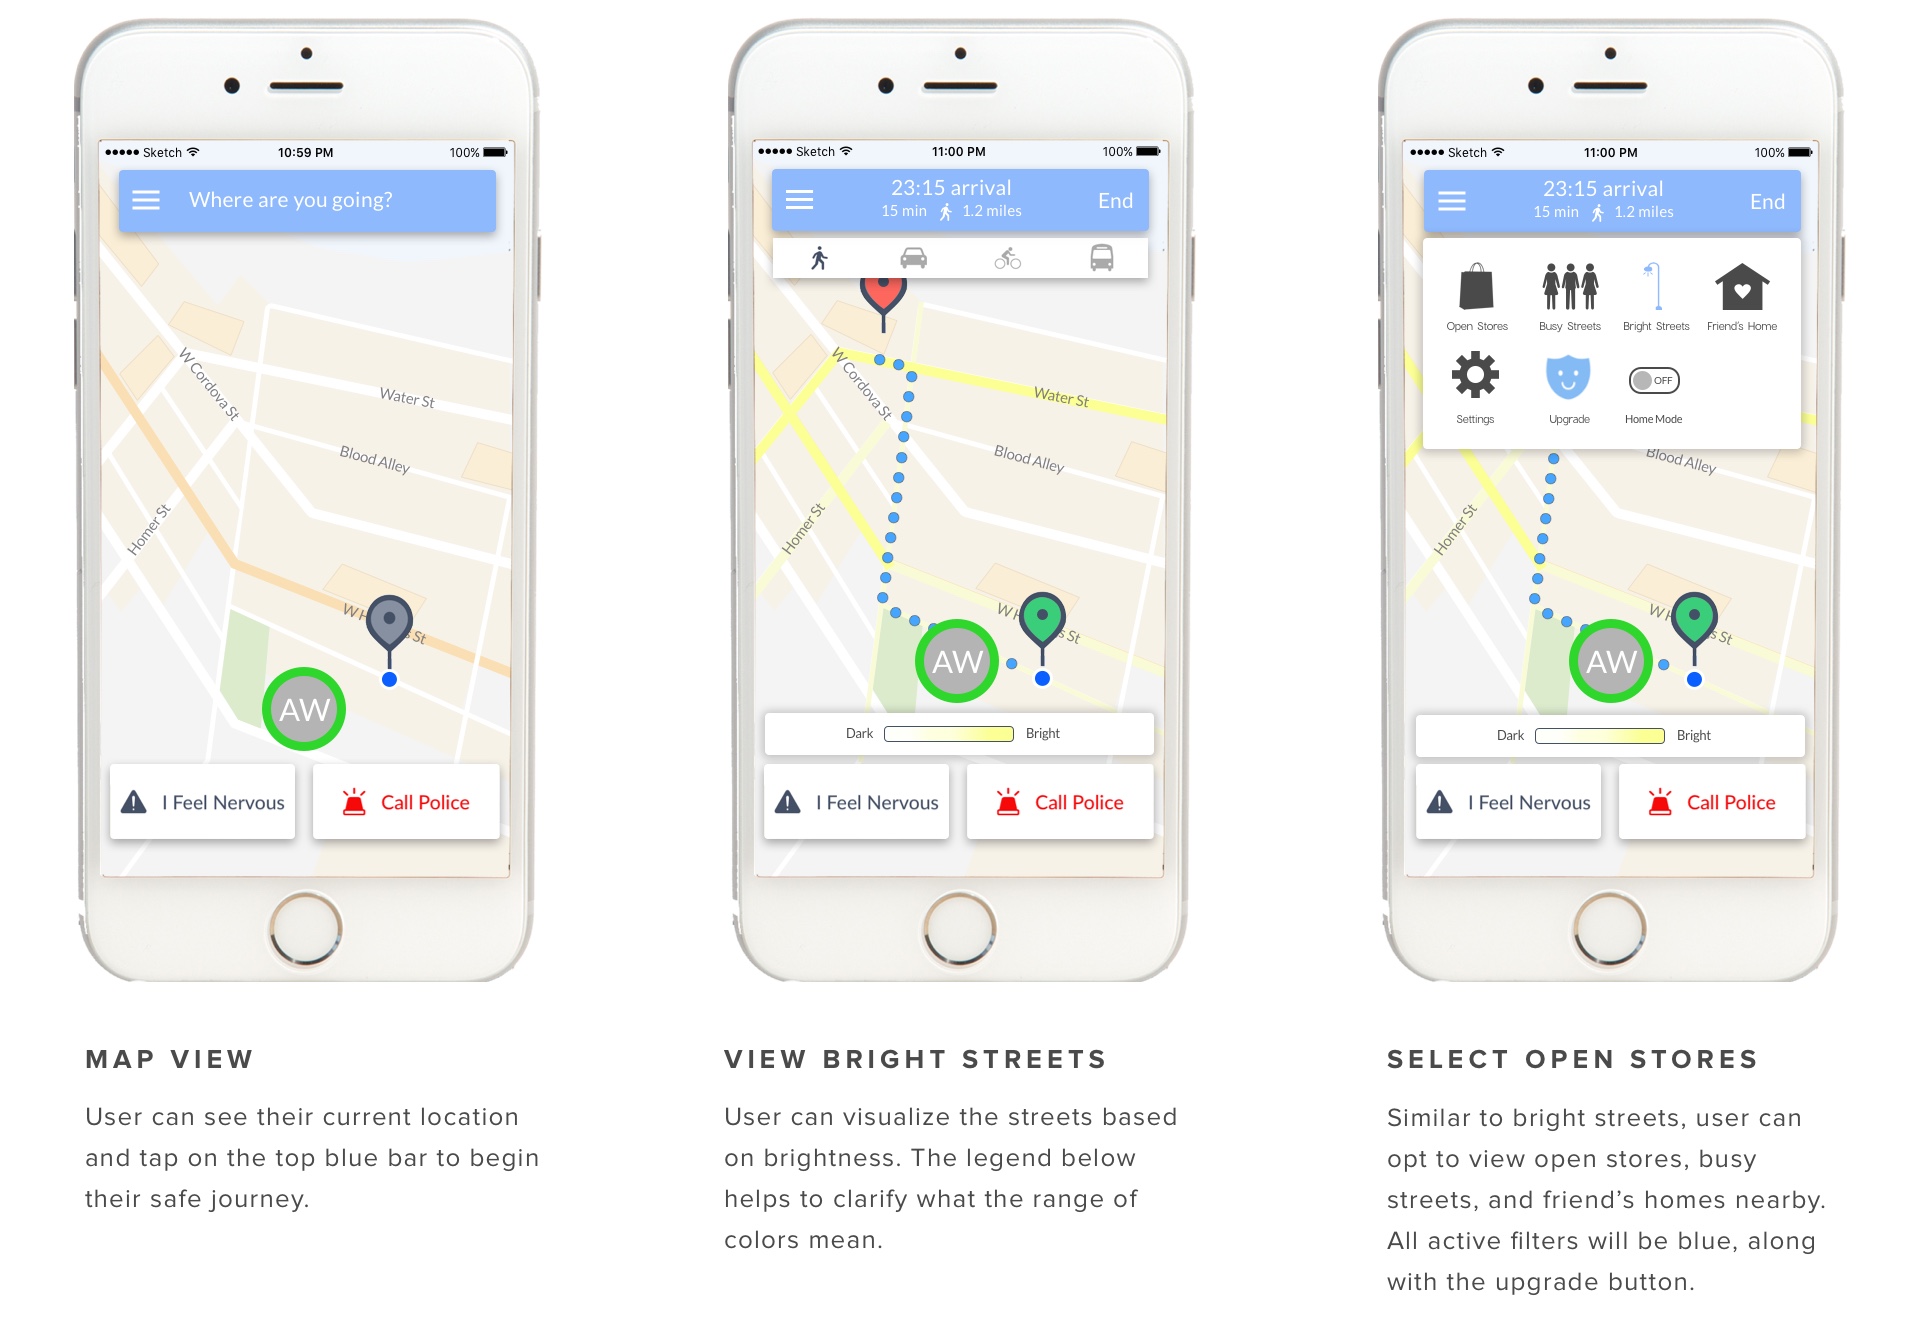 Sketch 10:59 PM 100%
Where are you going?
W Cordova St
Water St
Blood Alley
Homer St
St
AW
I Feel Nervous
Call Police
MAP VIEW
User can see their current location
and tap on the top blue bar to begin
their safe journey.
Sketch 11:00 PM 100%
23:15 arrival
15 min 1.2 miles
End
W Cordova St
Water St
Blood Alley
Homer St
St
AW
Dark Bright
I Feel Nervous
Call Police
VIEW BRIGHT STREETS
User can visualize the streets based
on brightness. The legend below
helps to clarify what the range of
colors mean.
Sketch 11:00 PM 100%
23:15 arrival
15 min 1.2 miles
End
Open Stores Busy Streets Bright Streets Friend's Home
OFF
Settings Upgrade Home Mode
Blood Alley
Homer St
St
AW
Dark Bright
I Feel Nervous
Call Police
SELECT OPEN STORES
Similar to bright streets, user can
opt to view open stores, busy
streets, and friend’s homes nearby.
All active filters will be blue, along
with the upgrade button.